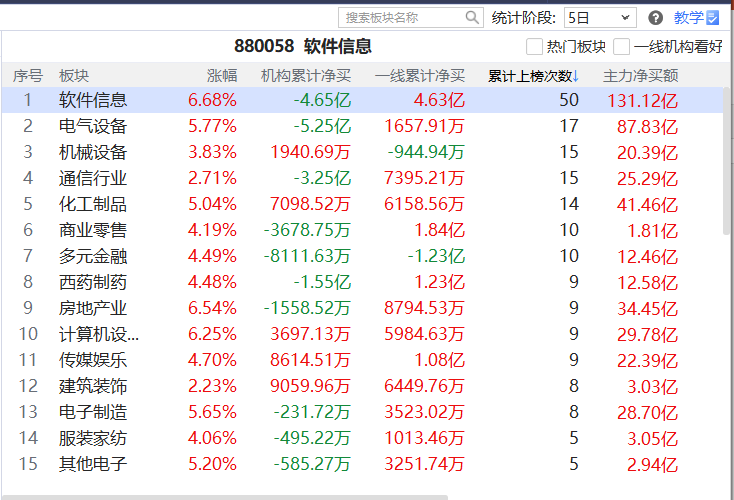 搜索板块名称 统计阶段: 5日 ? 教学
880058 软件信息 热门板块 一线机构看好
序号 板块 涨幅 机构累计净买 一线累计净买 累计上榜次数↓ 主力净买额
1 软件信息 6.68% -4.65亿 4.63亿 50 131.12亿
2 电气设备 5.77% -5.25亿 1657.91万 17 87.83亿
3 机械设备 3.83% 1940.69万 -944.94万 15 20.39亿
4 通信行业 2.71% -3.25亿 7395.21万 15 25.29亿
5 化工制品 5.04% 7098.52万 6158.56万 14 41.46亿
6 商业零售 4.19% -3678.75万 1.84亿 10 1.81亿
7 多元金融 4.49% -8111.63万 -1.23亿 10 12.46亿
8 西药制药 4.48% -1.55亿 1.23亿 9 12.58亿
9 房地产业 6.54% -1558.52万 8794.53万 9 34.45亿
10 计算机设... 6.25% 3697.13万 5984.63万 9 29.78亿
11 传媒娱乐 4.70% 8614.51万 1.08亿 9 22.39亿
12 建筑装饰 2.23% 9059.96万 6449.76万 8 3.03亿
13 电子制造 5.65% -231.72万 3523.02万 8 28.70亿
14 服装家纺 4.06% -495.22万 1013.46万 5 3.05亿
15 其他电子 5.20% -585.27万 3251.74万 5 2.94亿